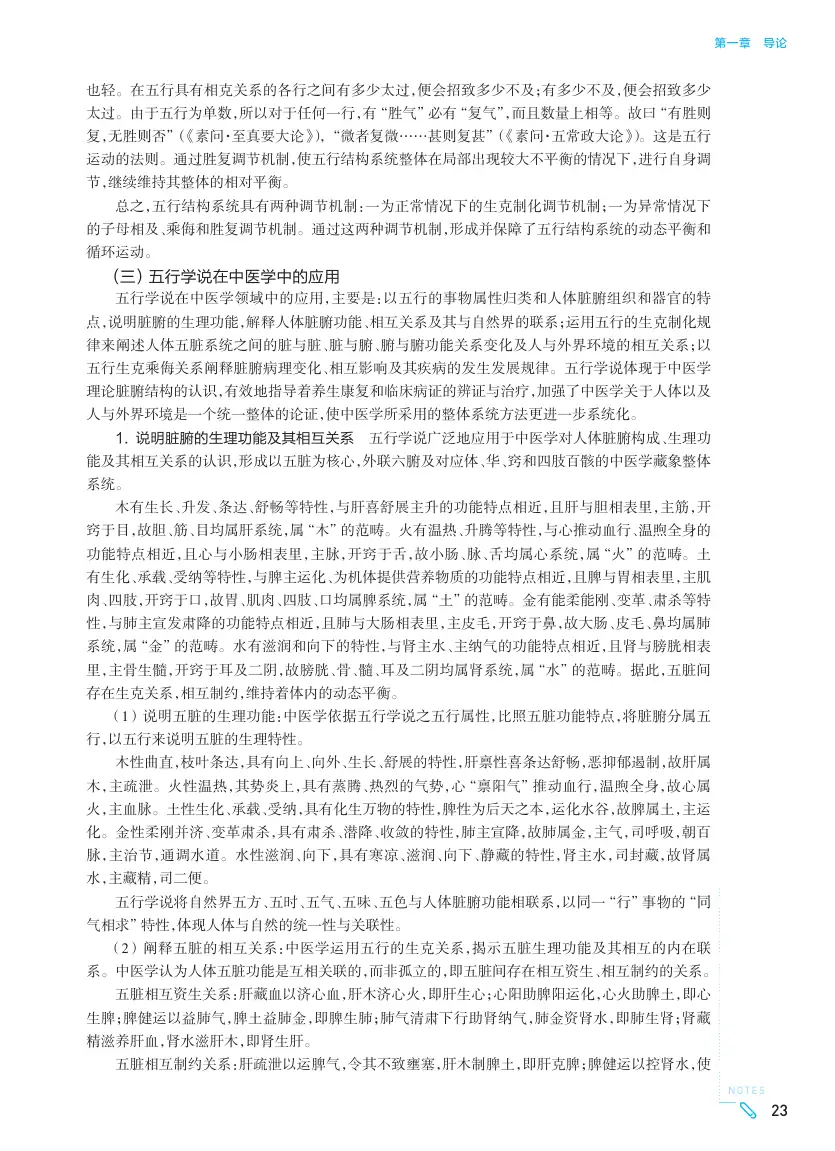 第一章 导论
也轻。在五行具有相克关系的各行之间有多少太过,便会招致多少不及;有多少不及,便会招致多少
太过。由于五行为单数,所以对于任何一行,有“胜气”必有“复气”,而且数量上相等。故曰“有胜则
复,无胜则否”(《素问·至真要大论》),“微者复微……甚则复甚”(《素问·五常政大论》)。这是五行
运动的法则。通过胜复调节机制,使五行结构系统整体在局部出现较大不平衡的情况下,进行自身调
节,继续维持其整体的相对平衡。
总之,五行结构系统具有两种调节机制:一为正常情况下的生克制化调节机制;一为异常情况下
的子母相及、乘侮和胜复调节机制。通过这两种调节机制,形成并保障了五行结构系统的动态平衡和
循环运动。
(三)五行学说在中医学中的应用
五行学说在中医学领域中的应用,主要是:以五行的事物属性归类和人体脏腑组织和器官的特
点,说明脏腑的生理功能,解释人体脏腑功能、相互关系及其与自然界的联系;运用五行的生克制化规
律来阐述人体五脏系统之间的脏与脏、脏与腑、腑与腑功能关系变化及人与外界环境的相互关系;以
五行生克乘侮关系阐释脏腑病理变化、相互影响及其疾病的发生发展规律。五行学说体现于中医学
理论脏腑结构的认识,有效地指导着养生康复和临床病证的辨证与治疗,加强了中医学关于人体以及
人与外界环境是一个统一整体的论证,使中医学所采用的整体系统方法更进一步系统化。
1. 说明脏腑的生理功能及其相互关系 五行学说广泛地应用于中医学对人体脏腑构成、生理功
能及其相互关系的认识,形成以五脏为核心,外联六腑及对应体、华、窍和四肢百骸的中医学藏象整体
系统。
木有生长、升发、条达、舒畅等特性,与肝喜舒展主升的功能特点相近,且肝与胆相表里,主筋,开
窍于目,故胆、筋、目均属肝系统,属“木”的范畴。火有温热、升腾等特性,与心推动血行、温煦全身的
功能特点相近,且心与小肠相表里,主脉,开窍于舌,故小肠、脉、舌均属心系统,属“火”的范畴。土
有生化、承载、受纳等特性,与脾主运化、为机体提供营养物质的功能特点相近,且脾与胃相表里,主肌
肉、四肢,开窍于口,故胃、肌肉、四肢、口均属脾系统,属“土”的范畴。金有能柔能刚、变革、肃杀等特
性,与肺主宣发肃降的功能特点相近,且肺与大肠相表里,主皮毛,开窍于鼻,故大肠、皮毛、鼻均属肺
系统,属“金”的范畴。水有滋润和向下的特性,与肾主水、主纳气的功能特点相近,且肾与膀胱相表
里,主骨生髓,开窍于耳及二阴,故膀胱、骨、髓、耳及二阴均属肾系统,属“水”的范畴。据此,五脏间
存在生克关系,相互制约,维持着体内的动态平衡。
(1)说明五脏的生理功能:中医学依据五行学说之五行属性,比照五脏功能特点,将脏腑分属五
行,以五行来说明五脏的生理特性。
木性曲直,枝叶条达,具有向上、向外、生长、舒展的特性,肝禀性喜条达舒畅,恶抑郁遏制,故肝属
木,主疏泄。火性温热,其势炎上,具有蒸腾、热烈的气势,心“禀阳气”推动血行,温煦全身,故心属
火,主血脉。土性生化、承载、受纳,具有化生万物的特性,脾性为后天之本,运化水谷,故脾属土,主运
化。金性柔刚并济、变革肃杀,具有肃杀、潜降、收敛的特性,肺主宣降,故肺属金,主气,司呼吸,朝百
脉,主治节,通调水道。水性滋润、向下,具有寒凉、滋润、向下、静藏的特性,肾主水,司封藏,故肾属
水,主藏精,司二便。
五行学说将自然界五方、五时、五气、五味、五色与人体脏腑功能相联系,以同一“行”事物的“同
气相求”特性,体现人体与自然的统一性与关联性。
(2)阐释五脏的相互关系:中医学运用五行的生克关系,揭示五脏生理功能及其相互的内在联
系。中医学认为人体五脏功能是互相关联的,而非孤立的,即五脏间存在相互资生、相互制约的关系。
五脏相互资生关系:肝藏血以济心血,肝木济心火,即肝生心;心阳助脾阳运化,心火助脾土,即心
生脾;脾健运以益肺气,脾土益肺金,即脾生肺;肺气清肃下行助肾纳气,肺金资肾水,即肺生肾;肾藏
精滋养肝血,肾水滋肝木,即肾生肝。
五脏相互制约关系:肝疏泄以运脾气,令其不致壅塞,肝木制脾土,即肝克脾;脾健运以控肾水,使
NOTES
23